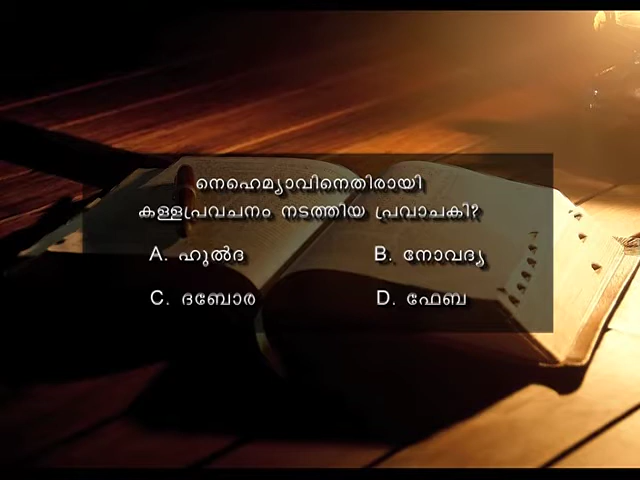 നെഹെമ്യാവിനെതിരായി
കള്ളപ്രവചനം നടത്തിയ പ്രവാചകി?
A. ഹുൽദ B. നോവദ്യ
C. ദബോര D. ഫേബ